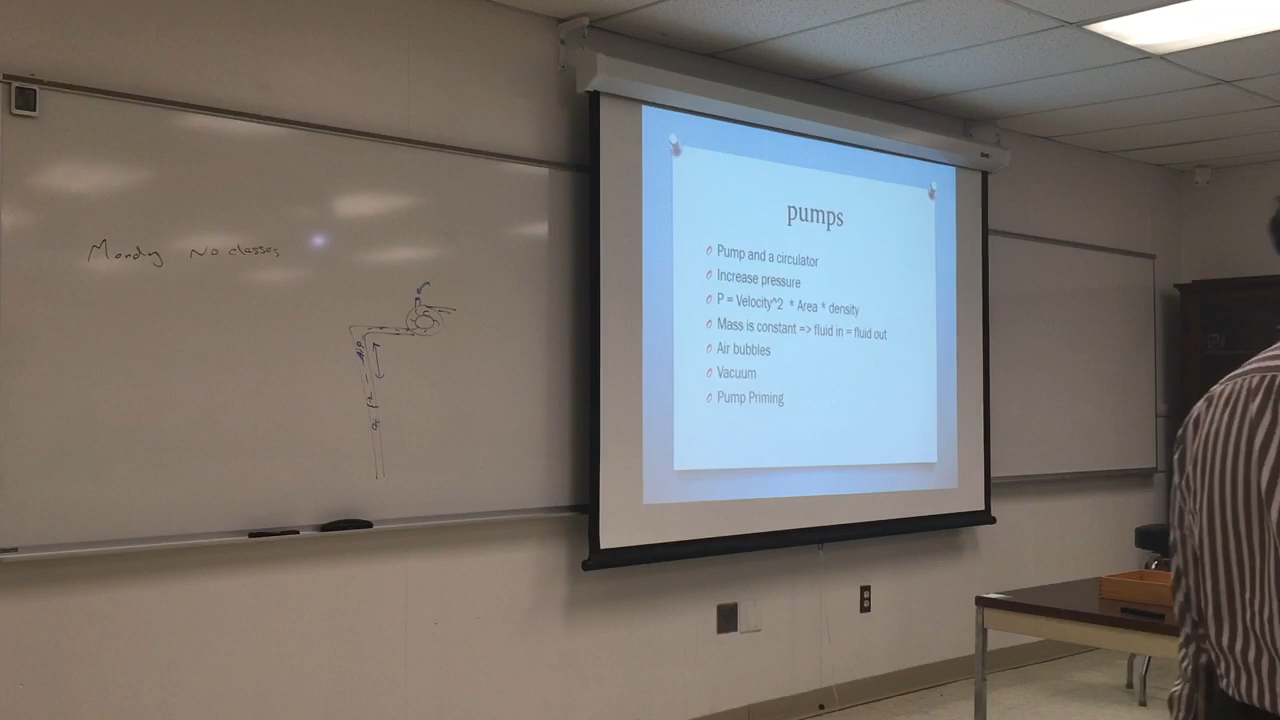 Monday No classes
pumps
Pump and a circulator
Increase pressure
P = Velocity^2 * Area * density
Mass is constant => fluid in = fluid out
Air bubbles
Vacuum
Pump Priming